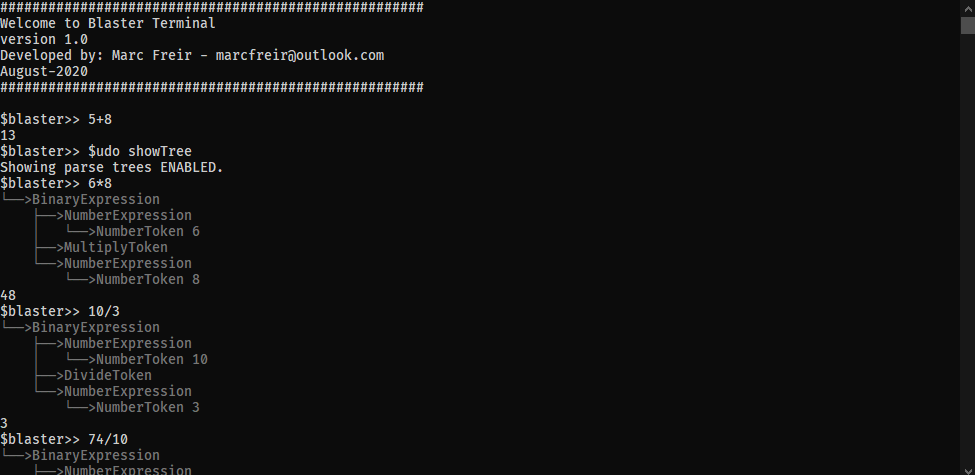 #####################################################
Welcome to Blaster Terminal
version 1.0
Developed by: Marc Freir - marcfreir@outlook.com
August-2020
#####################################################
$blaster>> 5+8
13
$blaster>> $udo showTree
Showing parse trees ENABLED.
$blaster>> 6*8
└──>BinaryExpression
    ├──>NumberExpression
    │   └──>NumberToken 6
    ├──>MultiplyToken
    └──>NumberExpression
        └──>NumberToken 8
48
$blaster>> 10/3
└──>BinaryExpression
    ├──>NumberExpression
    │   └──>NumberToken 10
    ├──>DivideToken
    └──>NumberExpression
        └──>NumberToken 3
3
$blaster>> 74/10
└──>BinaryExpression
    ├──>NumberExpression